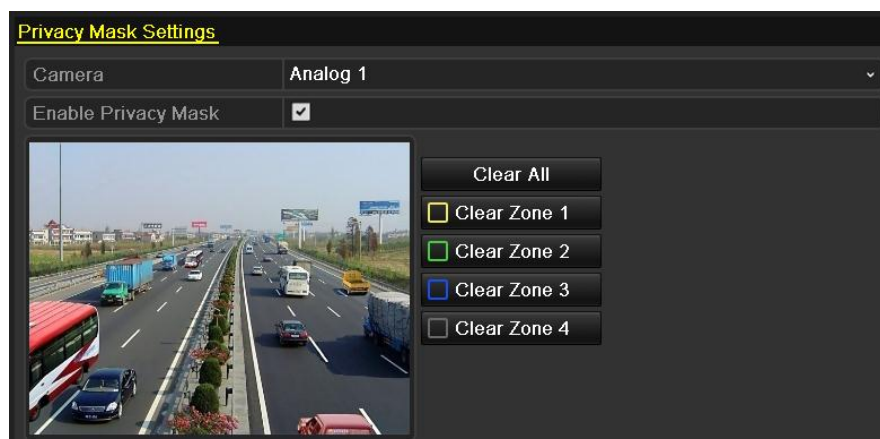 Privacy Mask Settings
Camera
Analog 1
Enable Privacy Mask
Clear All
Clear Zone 1
Clear Zone 2
Clear Zone 3
Clear Zone 4